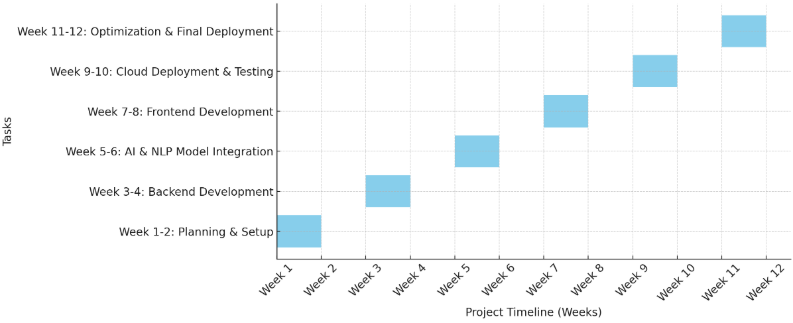 Week 11-12: Optimization & Final Deployment
Week 9-10: Cloud Deployment & Testing
Week 7-8: Frontend Development
Tasks
Week 5-6: AI & NLP Model Integration
Week 3-4: Backend Development
Week 1-2: Planning & Setup
Week 1
Week 2
Week 3
Week 4
Week 5
Week 6
Week 7
Week 8
Week 9
Week 10
Week 11
Week 12
Project Timeline (Weeks)